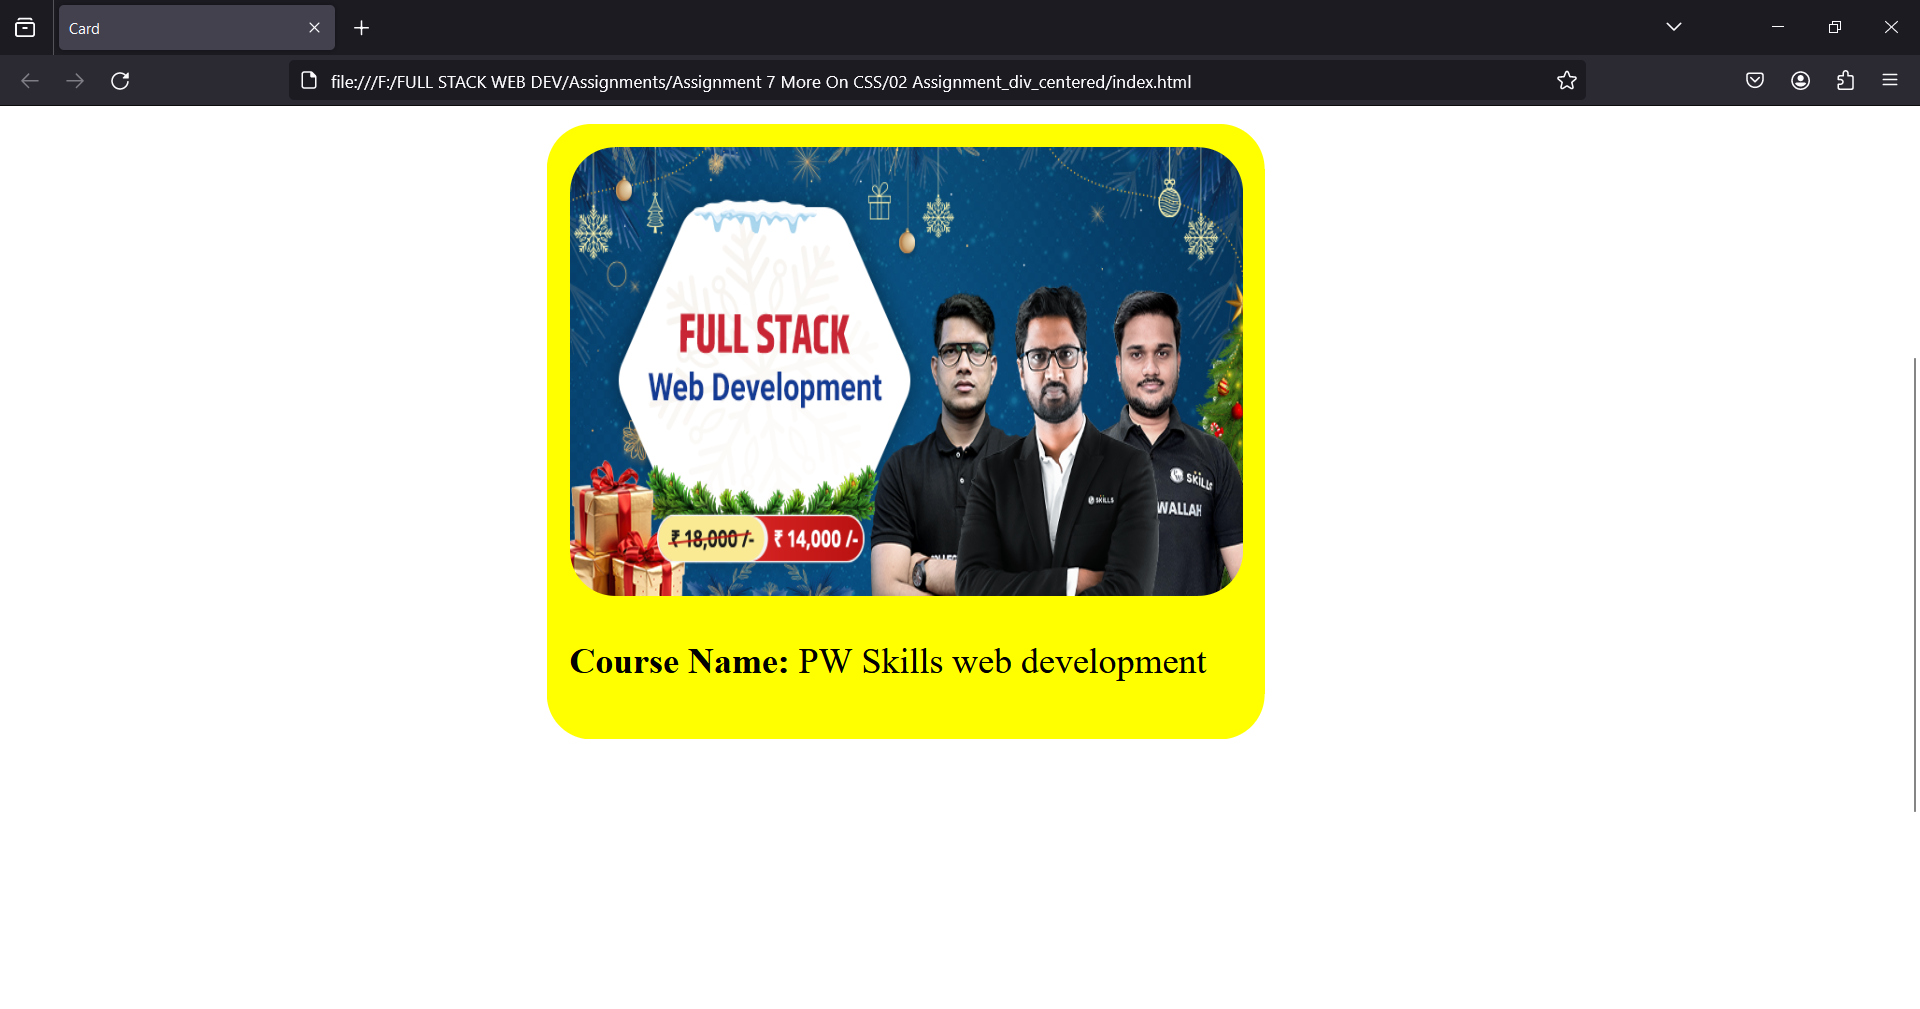 Card
file:///F:/FULL STACK WEB DEV/Assignments/Assignment 7 More On CSS/02 Assignment_div_centered/index.html
FULL STACK
Web Development
SKILLS
SKILLS
WALLAH
₹ 18,000 /- ₹ 14,000 /-
Course Name: PW Skills web development